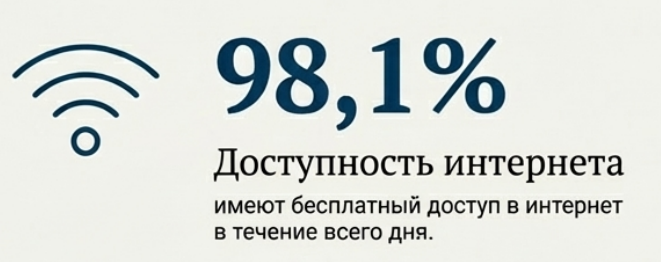 98,1%
Доступность интернета
имеют бесплатный доступ в интернет
в течение всего дня.